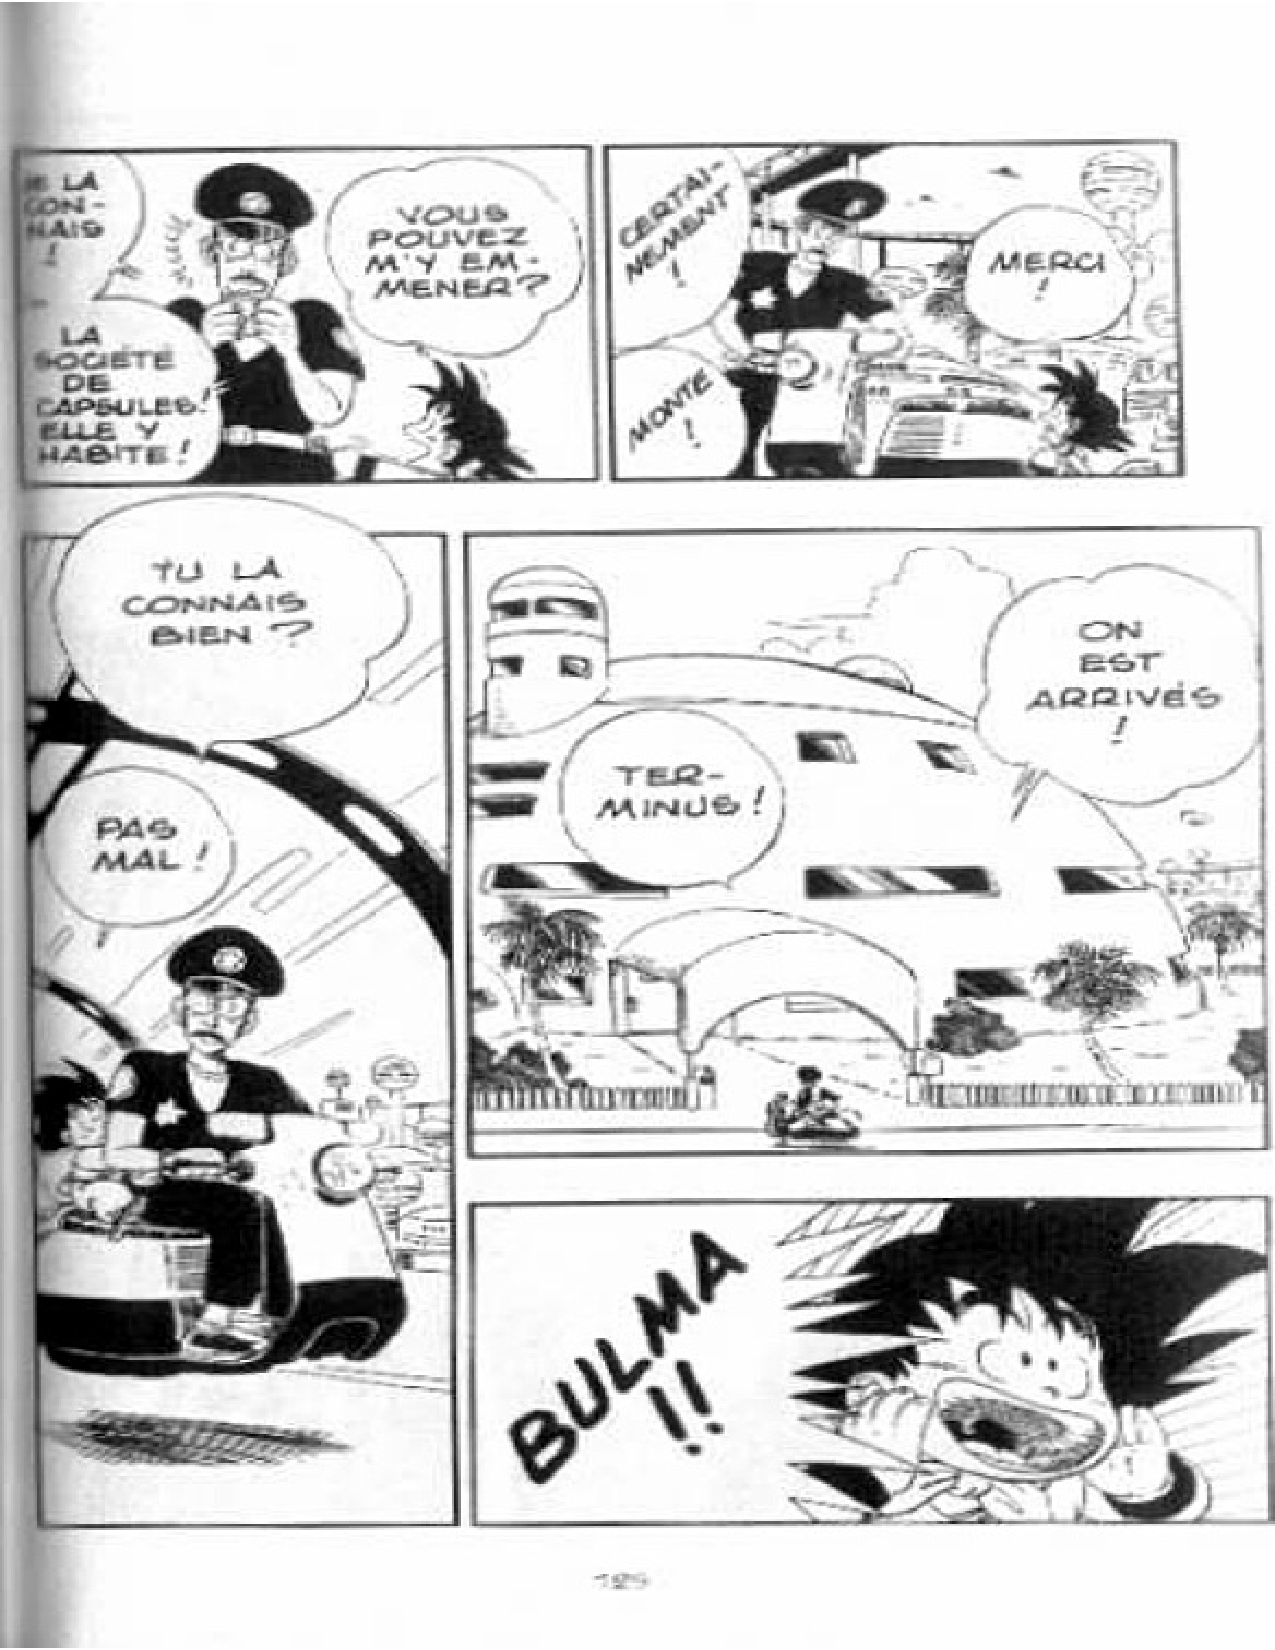 JE LA
CON-
NAIS
!
LA
SOCIÉTÉ
DE
CAPSULES!
ELLE Y
HABITE!
VOUS
POUVEZ
M'Y EM-
MENER?
CERTAI-
NEMENT
!
MONTE
!
MERCI
!
TU LA
CONNAIS
BIEN ?
PAS
MAL !
ON
EST
ARRIVÉS
!
TER-
MINUS !
BULMA
!!